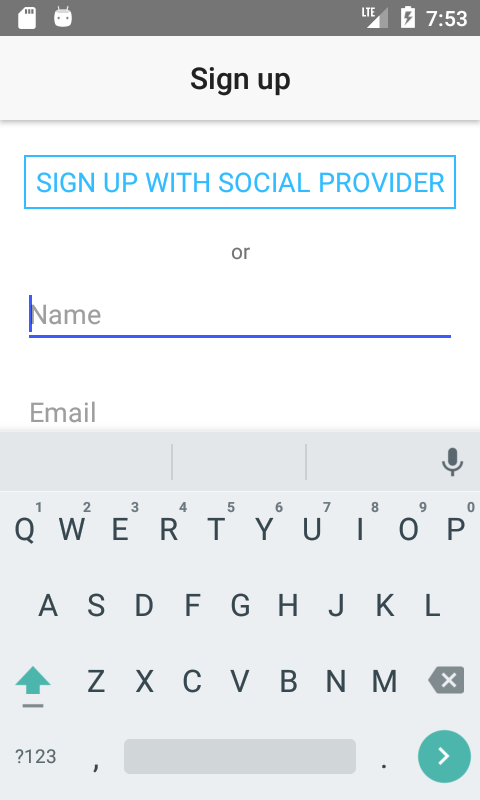 LTE 7:53
Sign up
SIGN UP WITH SOCIAL PROVIDER
or
Name
Email
1 2 3 4 5 6 7 8 9 0
Q W E R T Y U I O P
A S D F G H J K L
Z X C V B N M
?123 , .